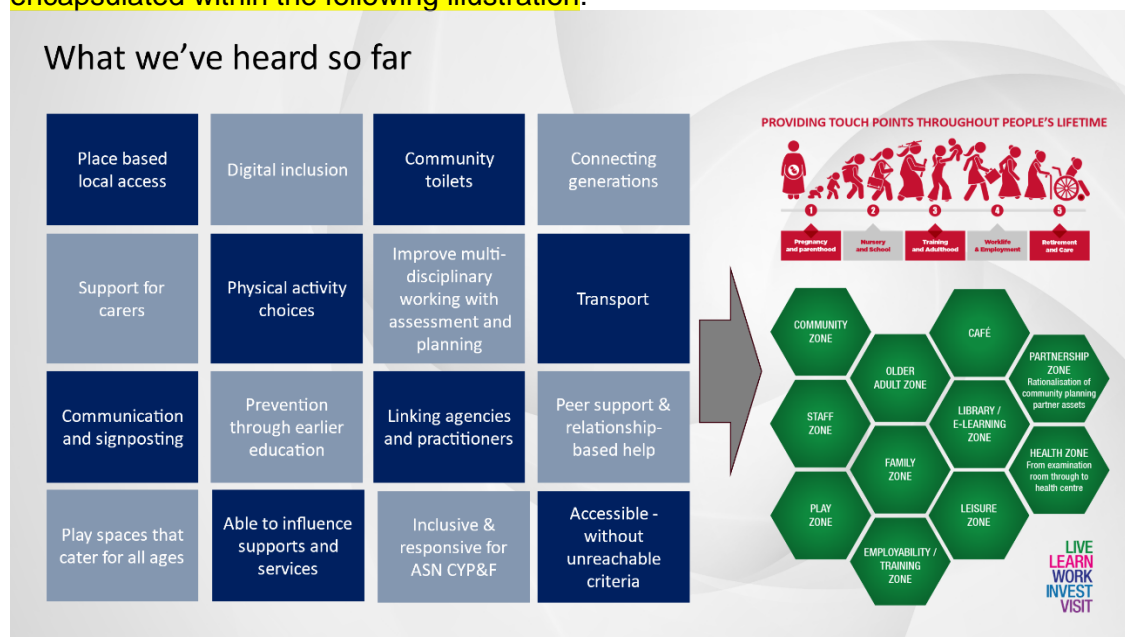 encapsulated within the following illustration.
What we've heard so far
Place based
local access
Digital inclusion
Community
toilets
Connecting
generations
Support for
carers
Physical activity
choices
Improve multi-
disciplinary
working with
assessment and
planning
Transport
Communication
and signposting
Prevention
through earlier
education
Linking agencies
and practitioners
Peer support &
relationship-
based help
Play spaces that
cater for all ages
Able to influence
supports and
services
Inclusive &
responsive for
ASN CYP&F
Accessible -
without
unreachable
criteria
PROVIDING TOUCH POINTS THROUGHOUT PEOPLE'S LIFETIME
1
2
3
4
5
Pregnancy
and parenthood
Nursery
and School
Training
and Adulthood
Worklife
& Employment
Retirement
and Care
COMMUNITY
ZONE
OLDER
ADULT ZONE
CAFÉ
PARTNERSHIP
ZONE
Rationalisation of
community planning
partner assets
STAFF
ZONE
LIBRARY /
E-LEARNING
ZONE
FAMILY
ZONE
HEALTH ZONE
From examination
room through to
health centre
PLAY
ZONE
LEISURE
ZONE
EMPLOYABILITY /
TRAINING
ZONE
LIVE
LEARN
WORK
INVEST
VISIT